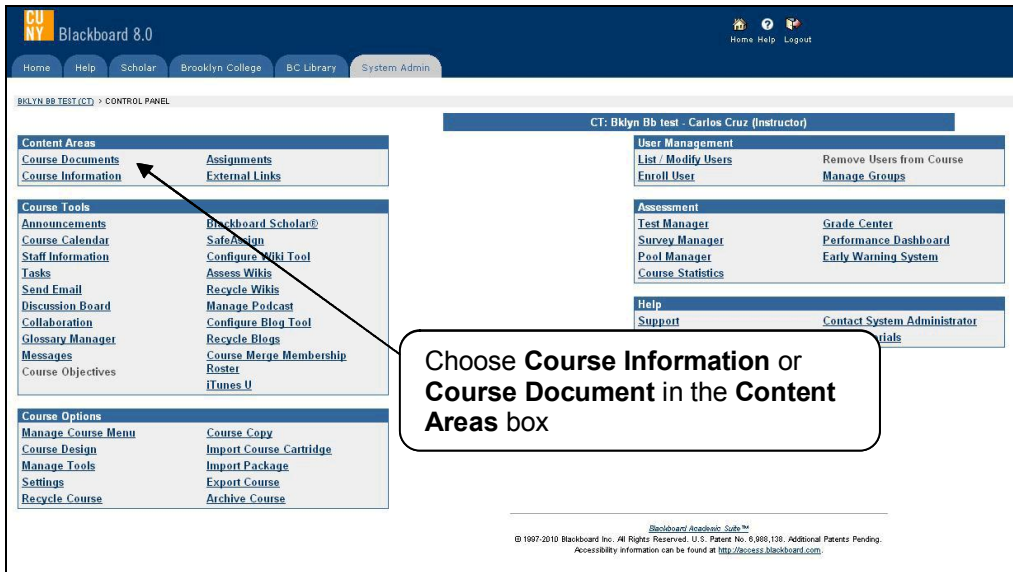 CU
NY Blackboard 8.0
Home Help Logout
Home Help Scholar Brooklyn College BC Library System Admin
BKLYN BB TEST (CT) > CONTROL PANEL
CT: Bklyn Bb test - Carlos Cruz (Instructor)
Content Areas
Course Documents Assignments
Course Information External Links
Course Tools
Announcements Blackboard Scholar®
Course Calendar SafeAssign
Staff Information Configure Wiki Tool
Tasks Assess Wikis
Send Email Recycle Wikis
Discussion Board Manage Podcast
Collaboration Configure Blog Tool
Glossary Manager Recycle Blogs
Messages Course Merge Membership
Course Objectives Roster
iTunes U
Course Options
Manage Course Menu Course Copy
Course Design Import Course Cartridge
Manage Tools Import Package
Settings Export Course
Recycle Course Archive Course
User Management
List / Modify Users Remove Users from Course
Enroll User Manage Groups
Assessment
Test Manager Grade Center
Survey Manager Performance Dashboard
Pool Manager Early Warning System
Course Statistics
Help
Support Contact System Administrator
Choose Course Information or
Course Document in the Content
Areas box
Blackboard Academic Suite™
© 1997-2010 Blackboard Inc. All Rights Reserved. U.S. Patent No. 6,988,138. Additional Patents Pending.
Accessibility information can be found at http://access.blackboard.com.